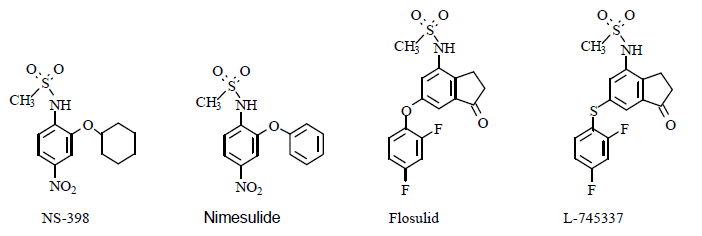 O O
S
CH3 NH
O
NO2
NS-398
O O
S
CH3 NH
O
NO2
Nimesulide
O O
S
CH3 NH
O
O
F
F
Flosulid
O O
S
CH3 NH
S
O
F
F
L-745337